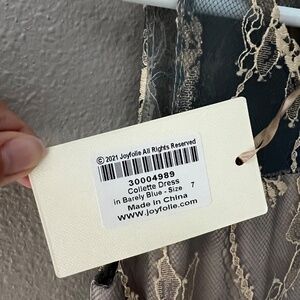 © 2021 Joyfolie All Rights Reserved
30004989
Collette Dress
in Barely Blue - Size 7
Made in China
www.joyfolie.com